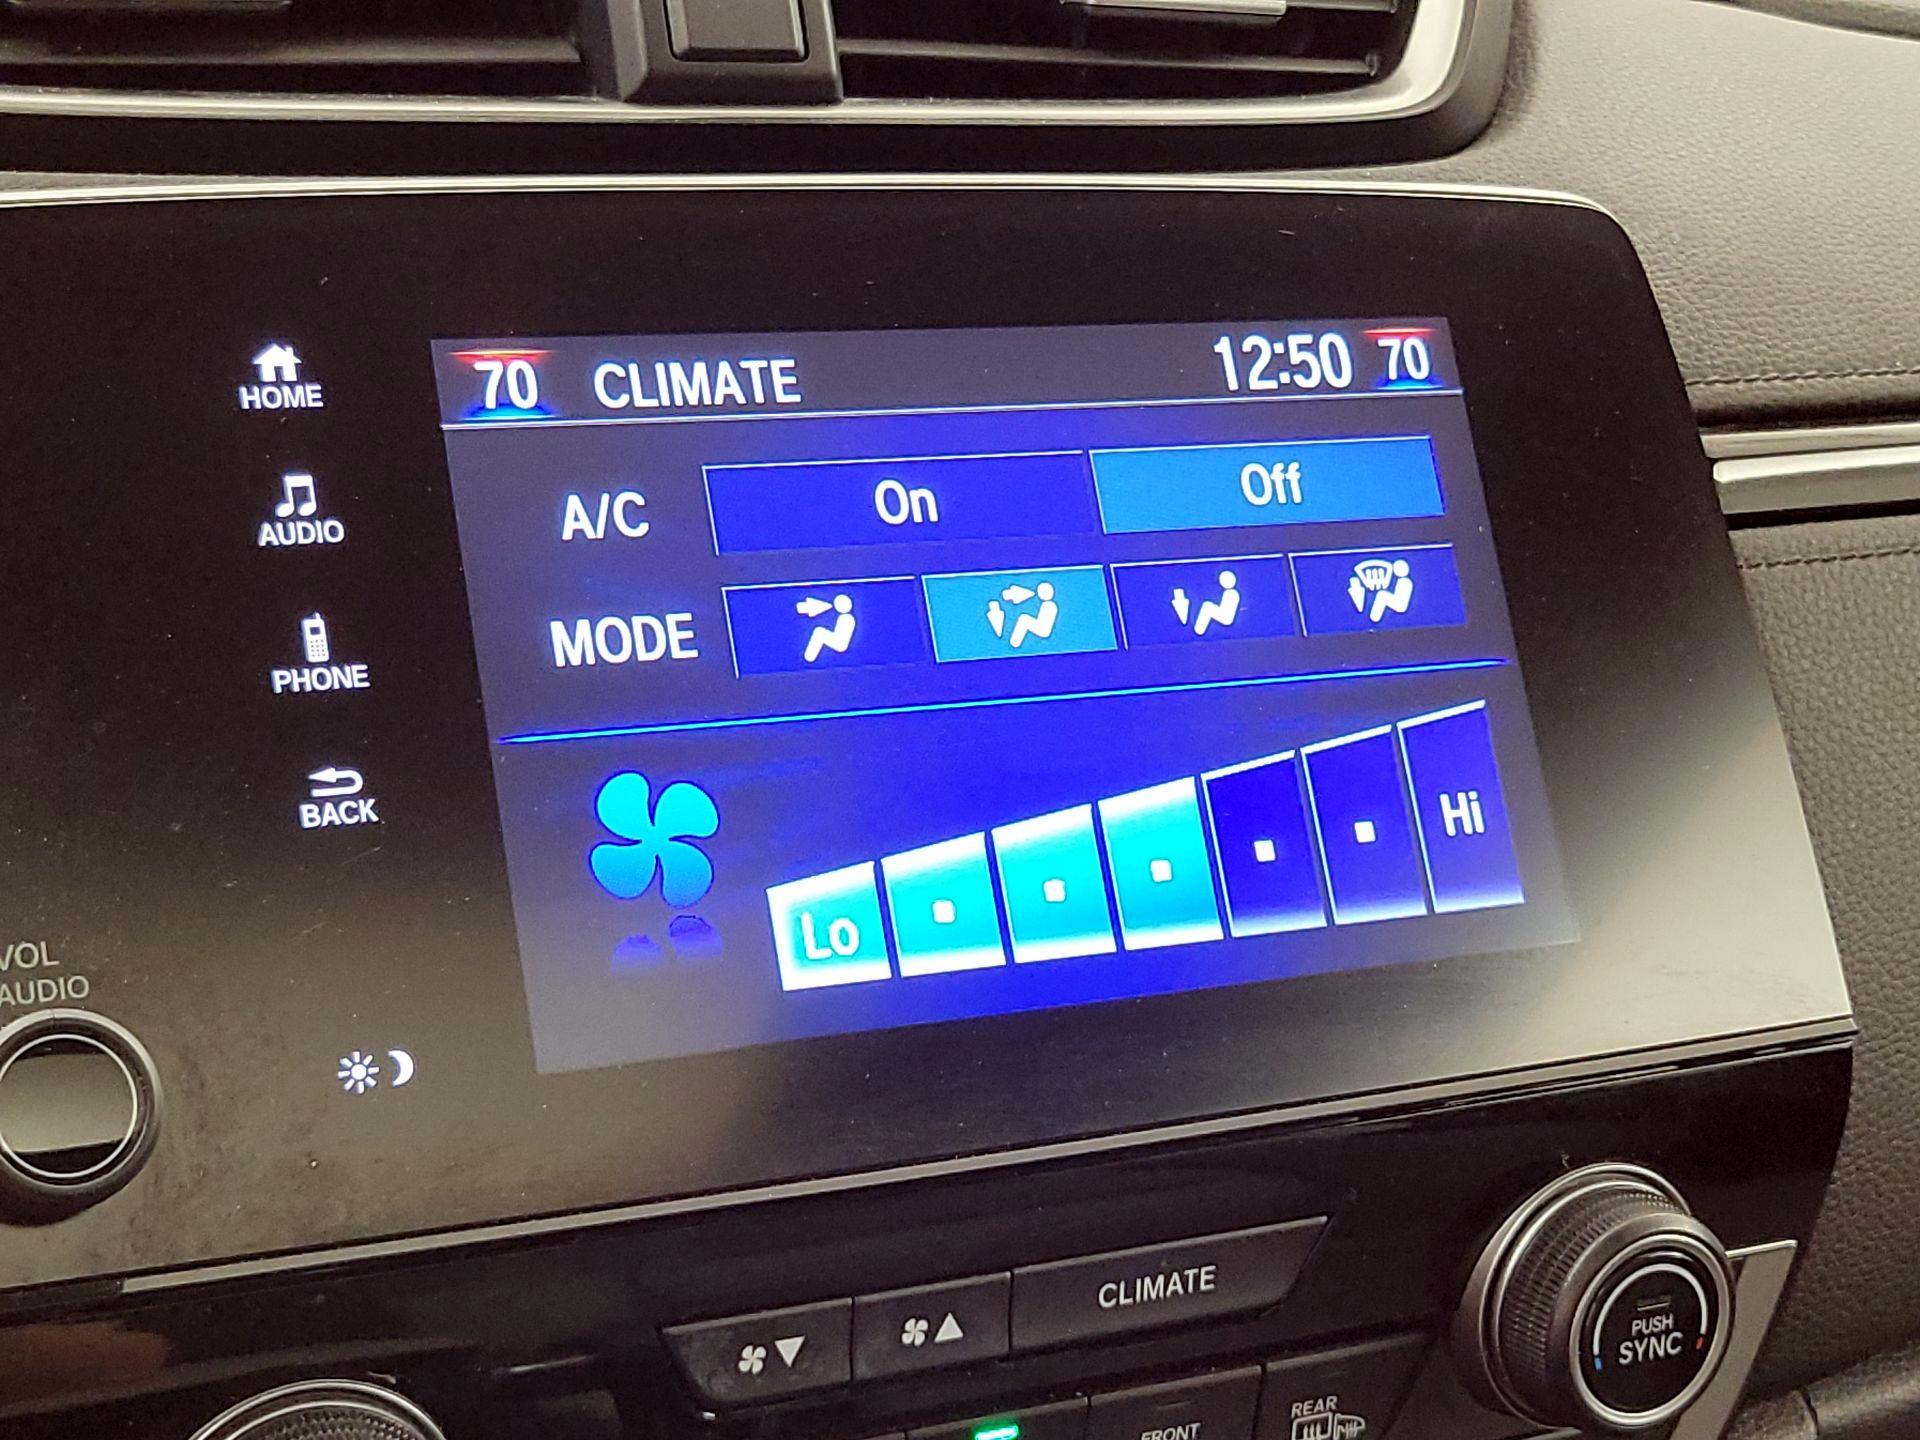 70 CLIMATE 12:50 70
HOME
A/C On Off
AUDIO
MODE
PHONE
BACK
Lo Hi
VOL
AUDIO
CLIMATE
PUSH
SYNC
FRONT
REAR